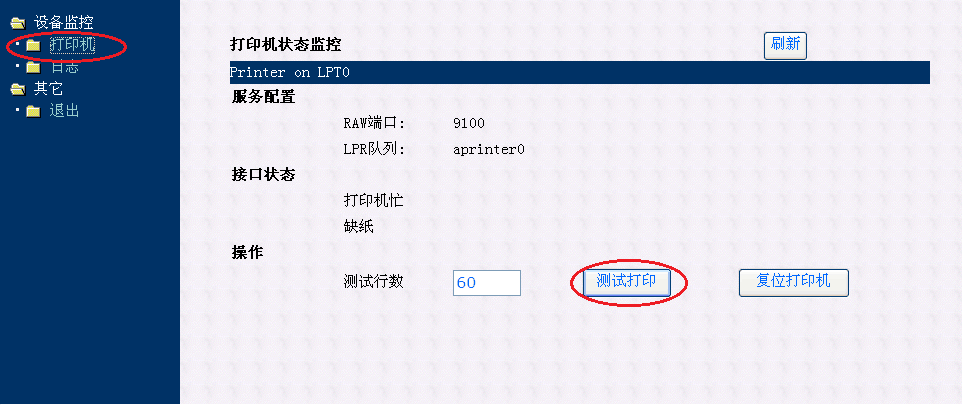 设备监控
打印机
日志
其它
退出
打印机状态监控
刷新
Printer on LPT0
服务配置
RAW端口:
9100
LPR队列:
aprinter0
接口状态
打印机忙
缺纸
操作
测试行数
60
测试打印
复位打印机